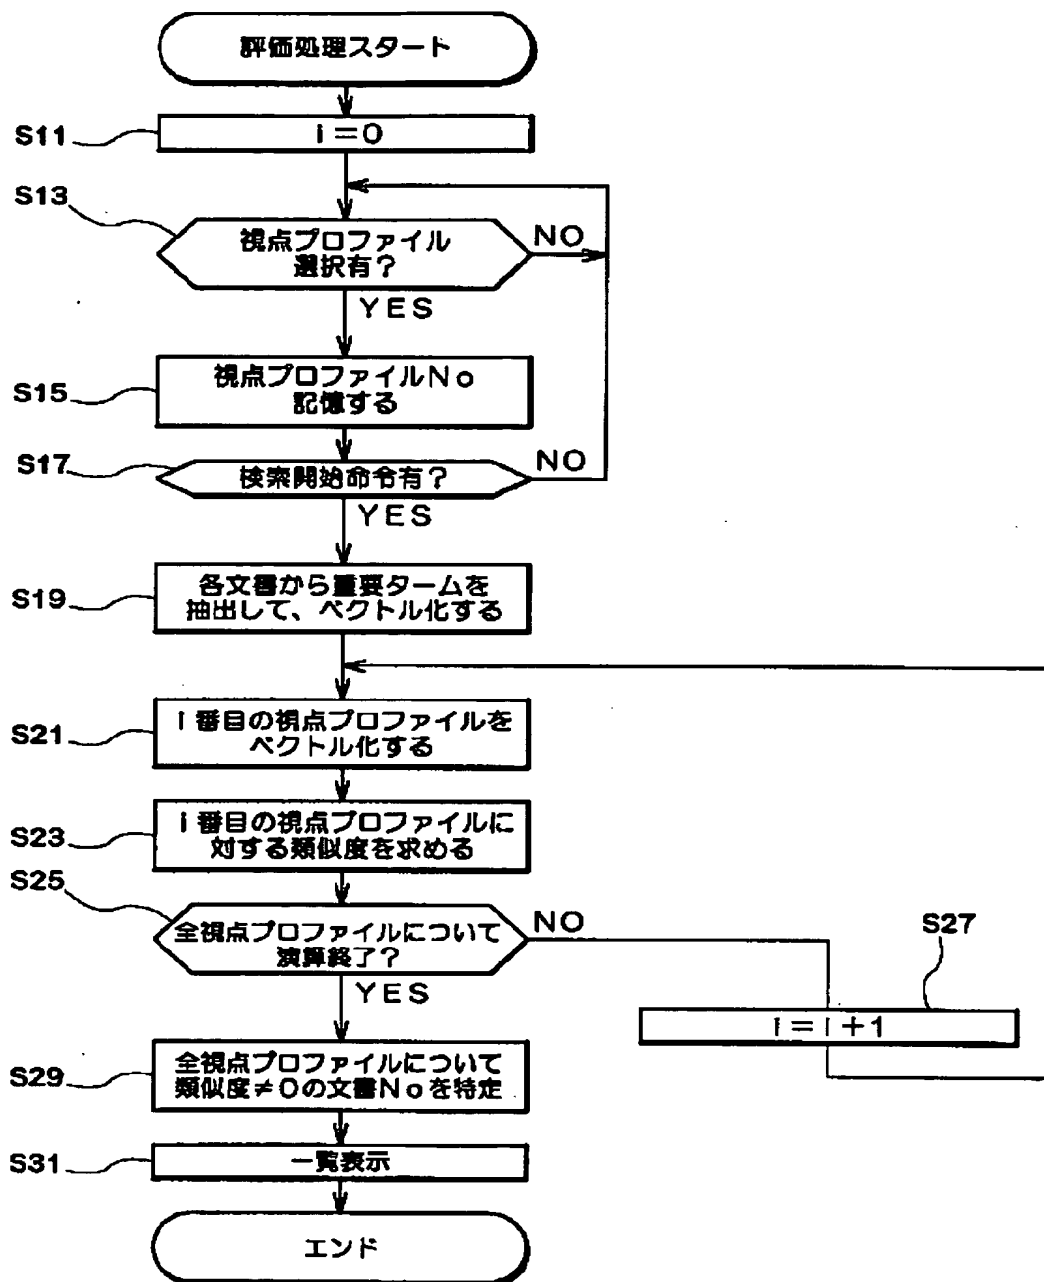 評価処理スタート
S11
i=0
S13
視点プロファイル
選択有?
NO
YES
S15
視点プロファイルNo
記憶する
S17
検索開始命令有?
NO
YES
S19
各文書から重要タームを
抽出して、ベクトル化する
S21
i番目の視点プロファイルを
ベクトル化する
S23
i番目の視点プロファイルに
対する類似度を求める
S25
全視点プロファイルについて
演算終了?
NO
YES
S27
i=i+1
S29
全視点プロファイルについて
類似度≠0の文書Noを特定
S31
一覧表示
エンド